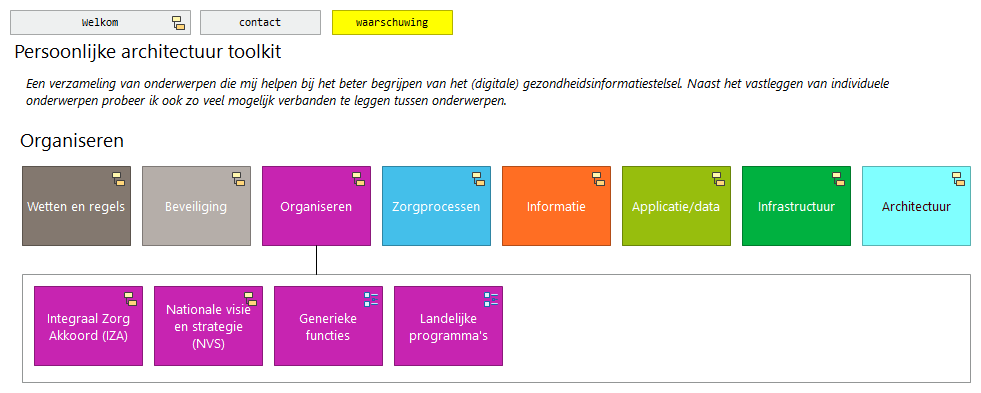 Welkom
contact
waarschuwing
Persoonlijke architectuur toolkit
Een verzameling van onderwerpen die mij helpen bij het beter begrijpen van het (digitale) gezondheidsinformatiestelsel. Naast het vastleggen van individuele
onderwerpen probeer ik ook zo veel mogelijk verbanden te leggen tussen onderwerpen.
Organiseren
Wetten en regels
Beveiliging
Organiseren
Zorgprocessen
Informatie
Applicatie/data
Infrastructuur
Architectuur
Integraal Zorg
Akkoord (IZA)
Nationale visie
en strategie
(NVS)
Generieke
functies
Landelijke
programma's